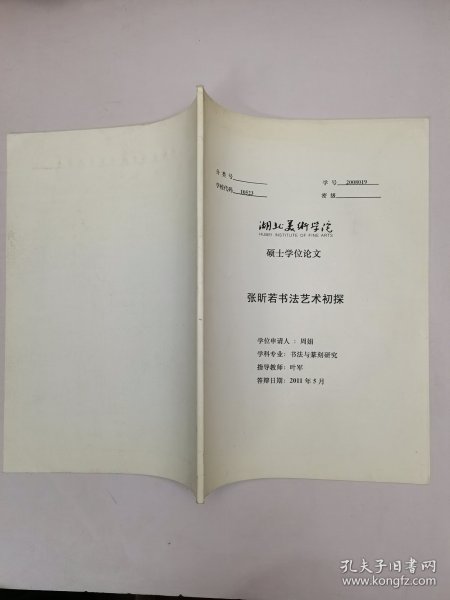 分类号
学校代码 10523
学号 2008019
密级
湖北美術学院
HUBEI INSTITUTE OF FINE ARTS
硕士学位论文
张昕若书法艺术初探
学位申请人：周娟
学科专业：书法与篆刻研究
指导教师：叶军
答辩日期：2011年5月
孔夫子旧书网
www.kongfz.com